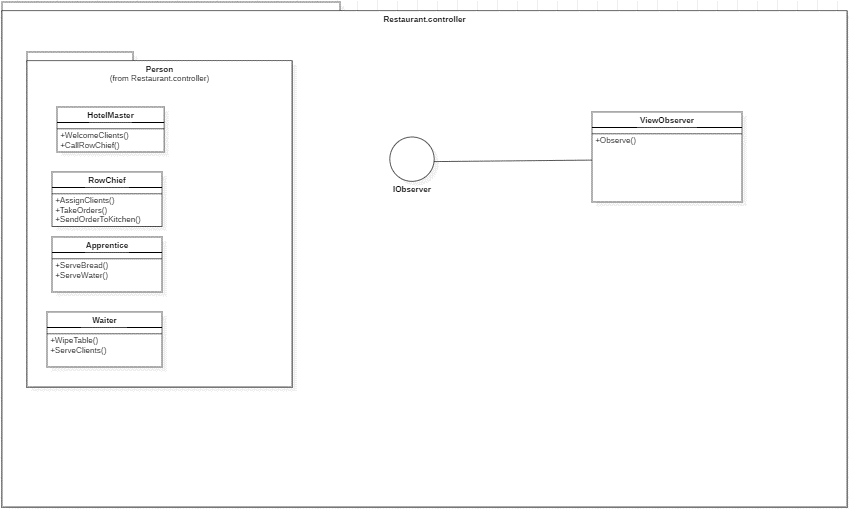 Restaurant.controller
Person
(from Restaurant.controller)
HotelMaster
+WelcomeClients()
+CallRowChief()
RowChief
+AssignClients()
+TakeOrders()
+SendOrderToKitchen()
Apprentice
+ServeBread()
+ServeWater()
Waiter
+WipeTable()
+ServeClients()
IObserver
ViewObserver
+Observe()